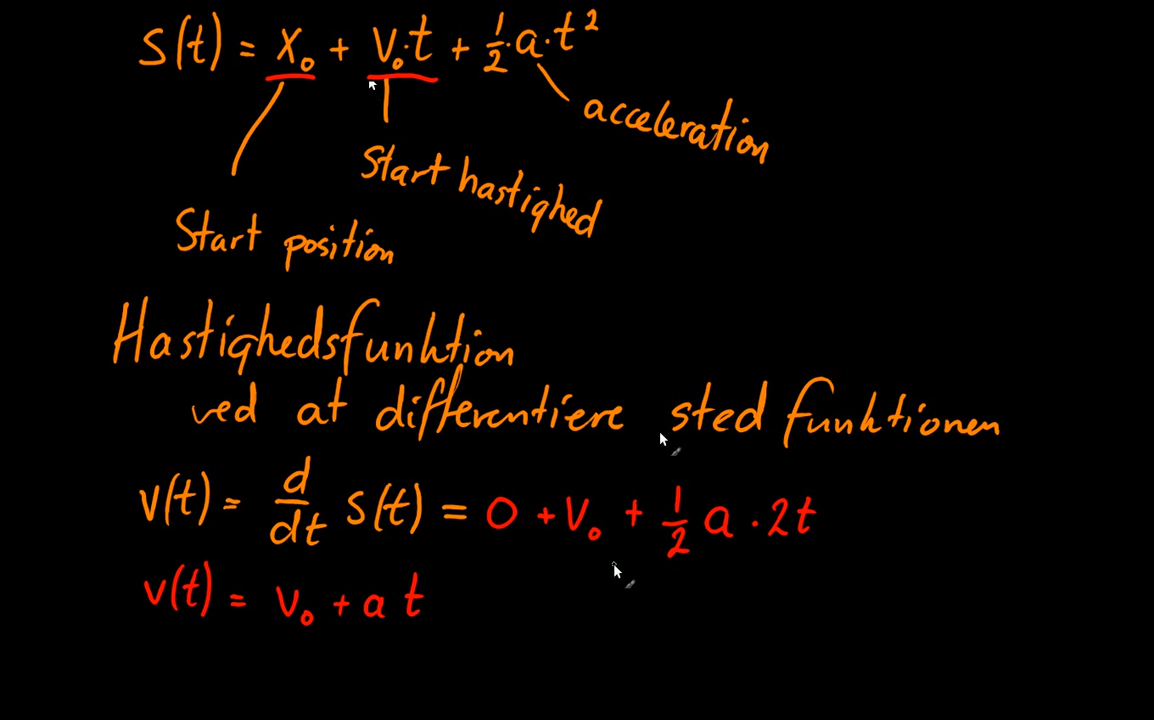 S(t) = x₀ + v₀·t + ½·a·t²
acceleration
Start hastighed
Start position
Hastighedsfunktion
ved at differentiere sted funktionen
v(t) = d/dt s(t) = 0 + v₀ + ½ a · 2t
v(t) = v₀ + a t